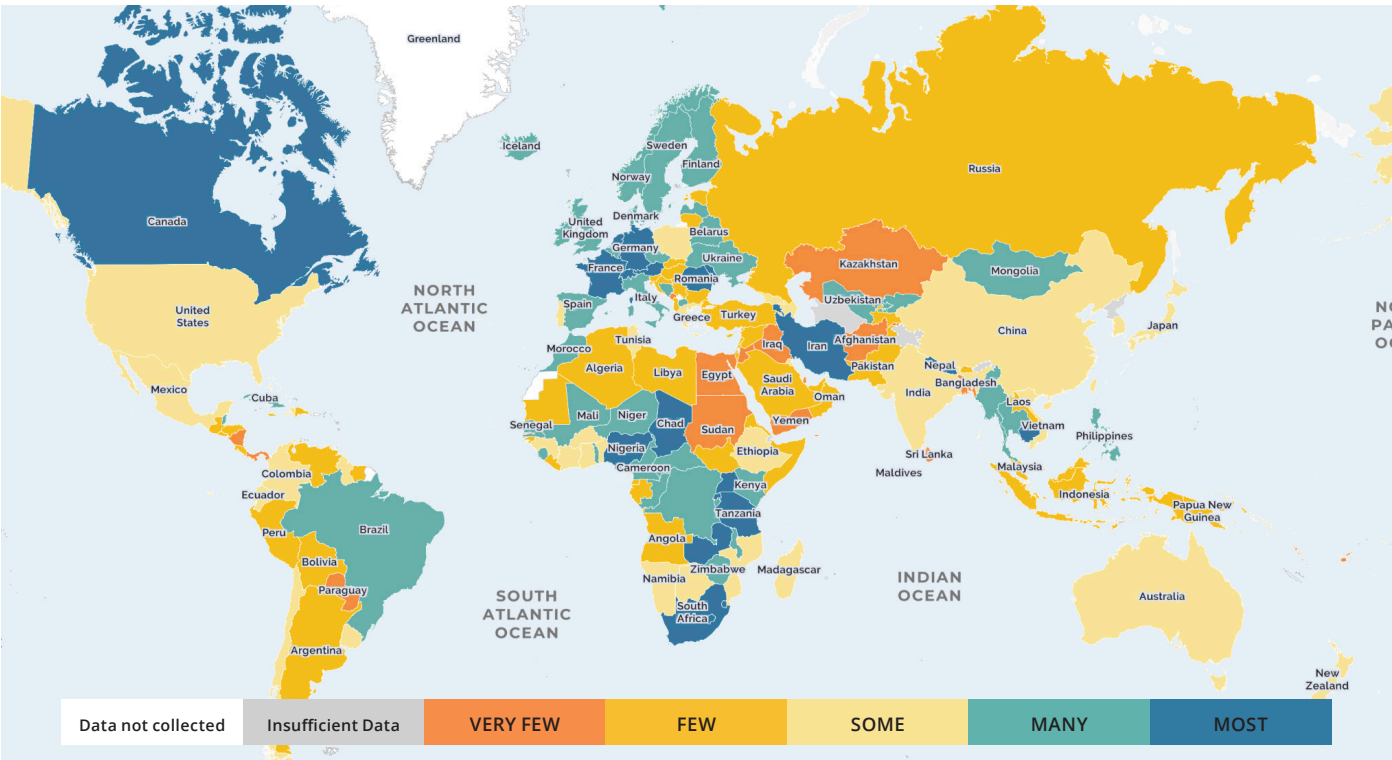 Greenland
Iceland
Sweden
Finland
Norway
Russia
Canada
Denmark
United
Kingdom
Belarus
Germany
Ukraine
France
Kazakhstan
Mongolia
Romania
NORTH
ATLANTIC
OCEAN
Italy
Uzbekistan
Spain
United
States
Greece
Turkey
China
Japan
Tunisia
Iraq
Iran
Afghanistan
Morocco
Algeria
Libya
Egypt
Pakistan
Nepal
Saudi
Arabia
Bangladesh
Mexico
India
Oman
Cuba
Laos
Mali
Niger
Chad
Senegal
Sudan
Yemen
Vietnam
Philippines
Nigeria
Ethiopia
Sri Lanka
Cameroon
Malaysia
Maldives
Colombia
Kenya
Ecuador
Indonesia
Tanzania
Papua New
Guinea
Peru
Brazil
Angola
Bolivia
Zimbabwe
Madagascar
Namibia
INDIAN
OCEAN
Paraguay
SOUTH
ATLANTIC
OCEAN
South
Africa
Australia
Argentina
New
Zealand
NO
PA
OC
Data not collected
Insufficient Data
VERY FEW
FEW
SOME
MANY
MOST